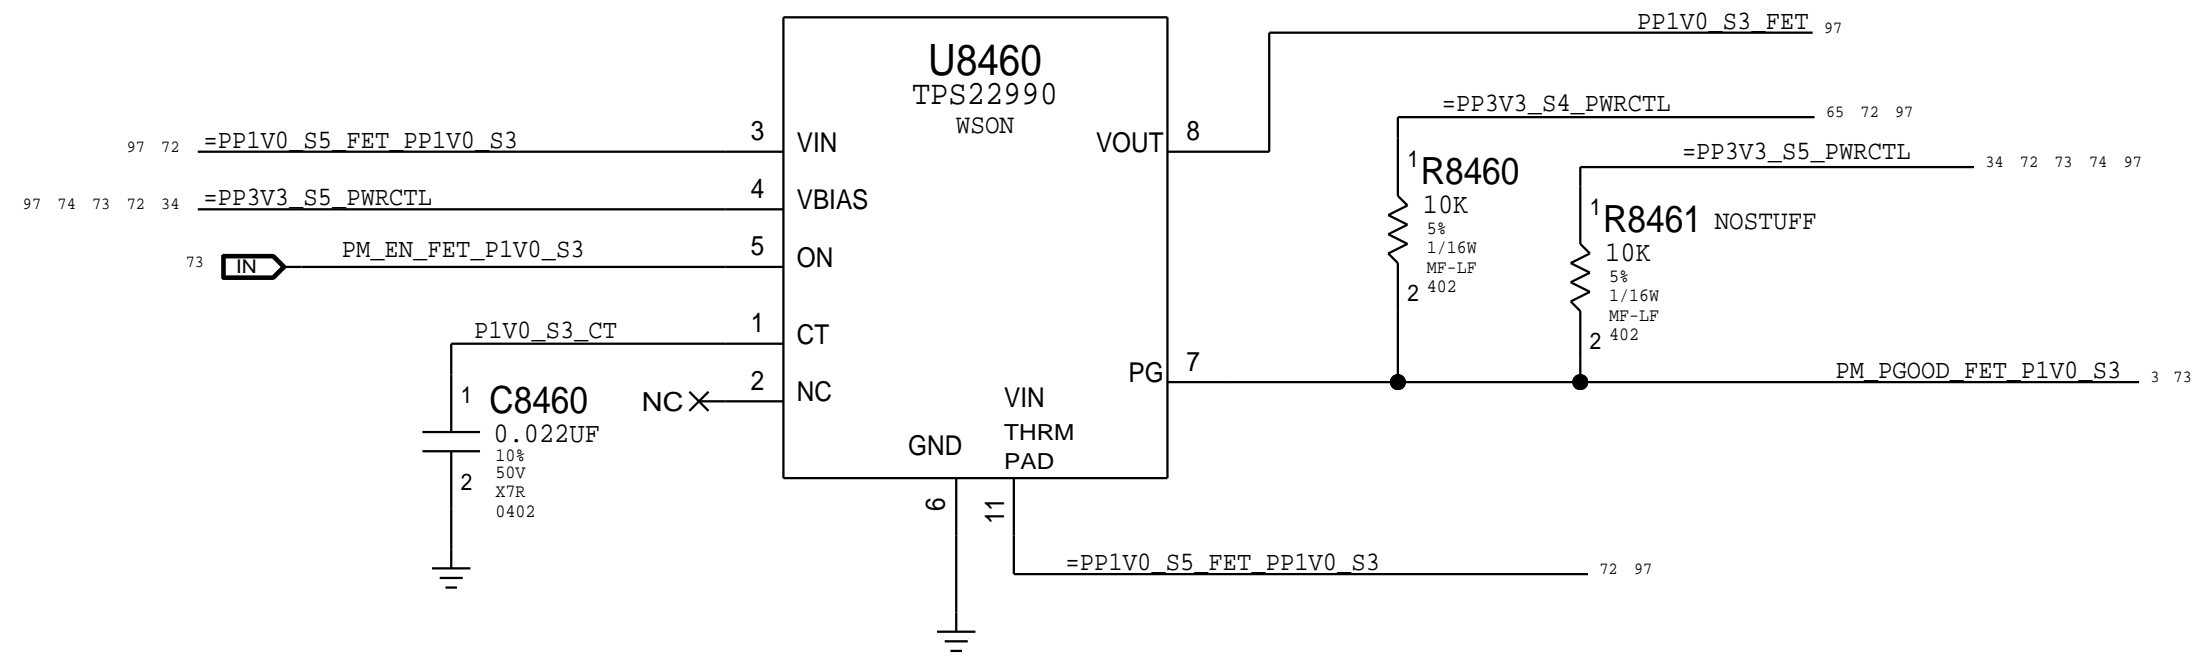 PP1V0_S3_FET 97
U8460
TPS22990
WSON
=PP3V3_S4_PWRCTL 65 72 97
97 72 =PP1V0_S5_FET_PP1V0_S3 3 VIN
VOUT 8
=PP3V3_S5_PWRCTL 34 72 73 74 97
1 R8460
10K
5%
1/16W
MF-LF
402
2
97 74 73 72 34 =PP3V3_S5_PWRCTL 4 VBIAS
1 R8461 NOSTUFF
10K
5%
1/16W
MF-LF
402
2
73 IN PM_EN_FET_P1V0_S3 5 ON
P1V0_S3_CT 1 CT
PG 7
PM_PGOOD_FET_P1V0_S3 3 73
NC 2 NC
1 C8460
0.022UF
10%
50V
X7R
0402
2
VIN
THRM
PAD
GND
6
11
=PP1V0_S5_FET_PP1V0_S3 72 97